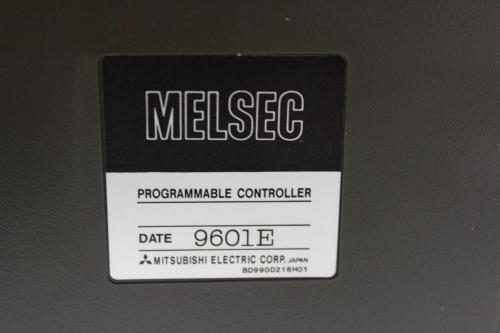 MELSEC
PROGRAMMABLE CONTROLLER
DATE 9601E
MITSUBISHI ELECTRIC CORP. JAPAN
BD990D216H01